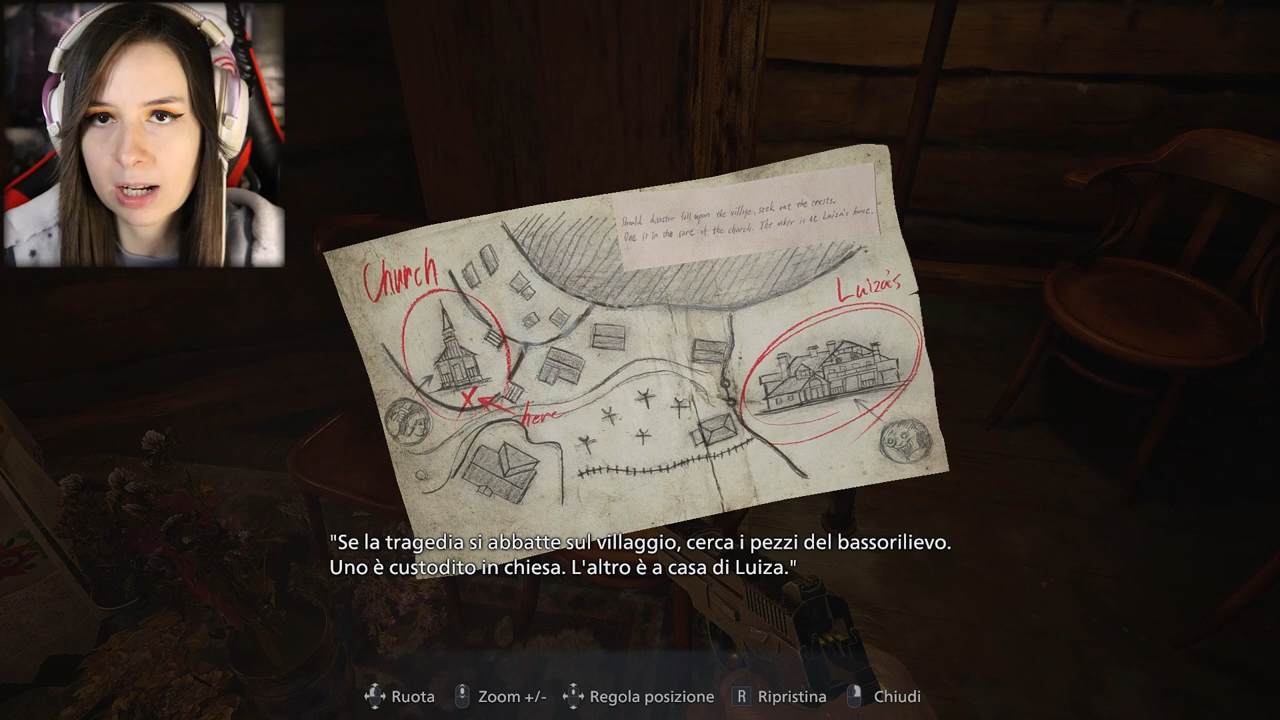 Should disaster fall upon the village, seek out the crests.
One is in the care of the church. The other is at Luiza's house.
Church
Luiza's
here
"Se la tragedia si abbatte sul villaggio, cerca i pezzi del bassorilievo.
Uno è custodito in chiesa. L'altro è a casa di Luiza."
Ruota Zoom +/- Regola posizione R Ripristina Chiudi